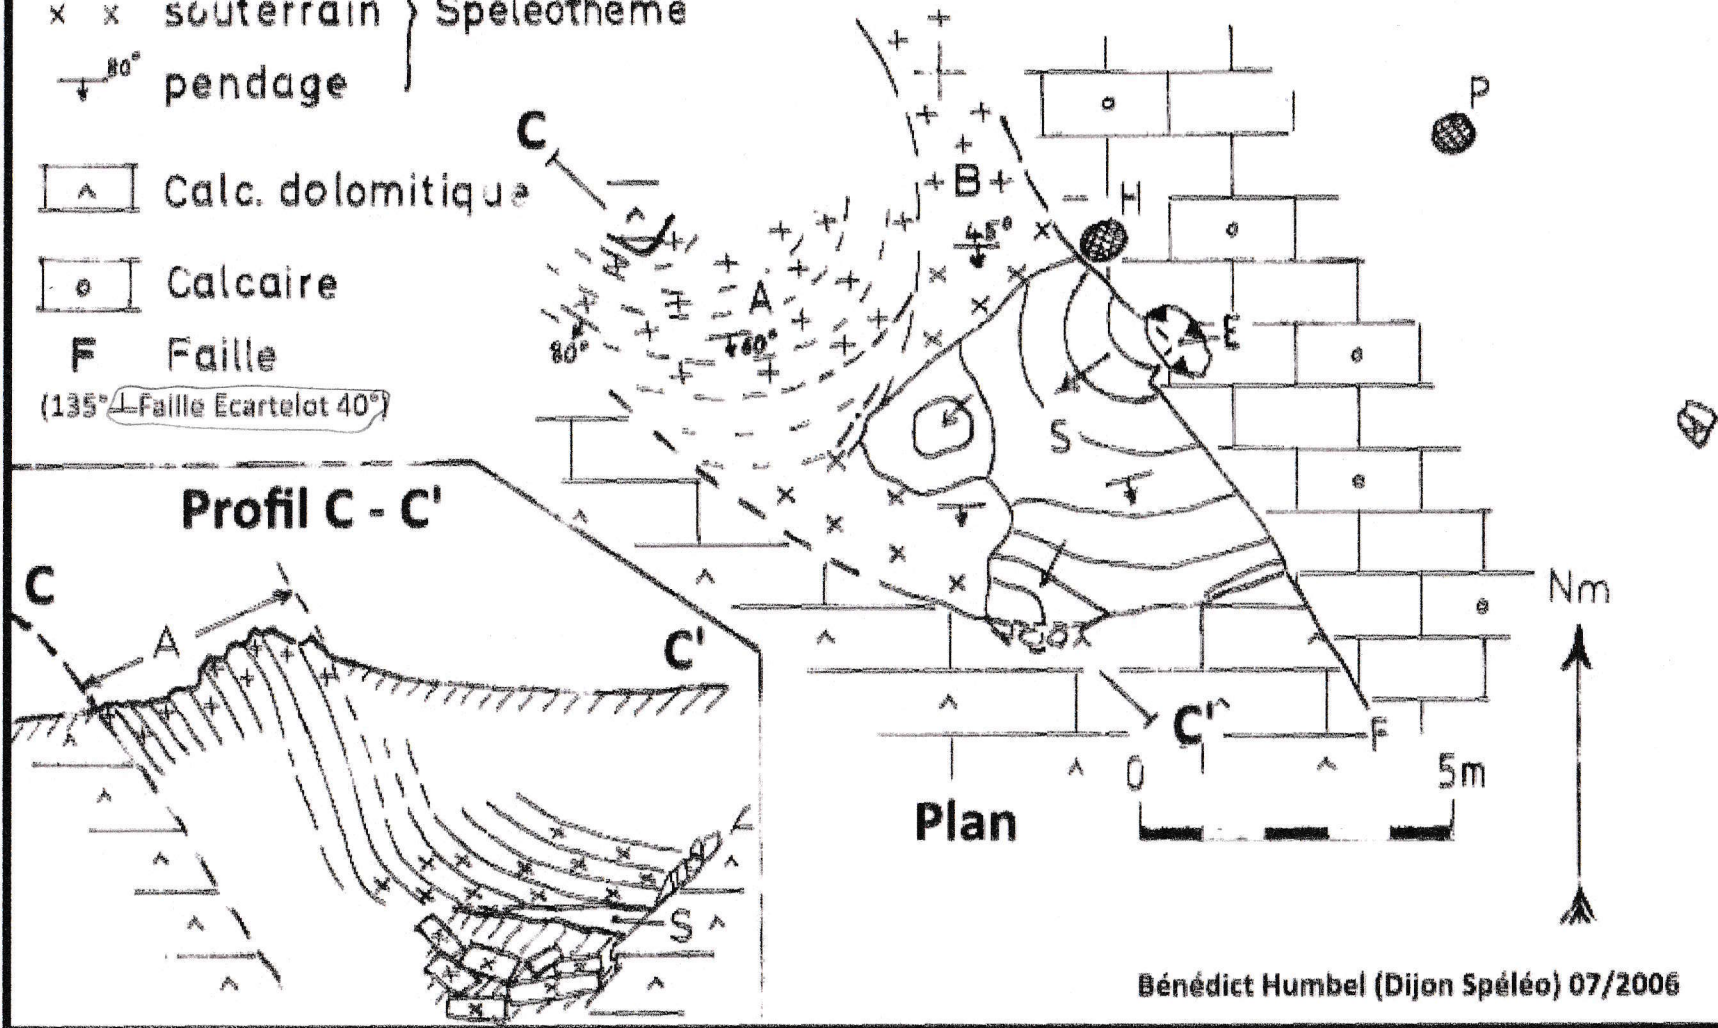 x x souterrain } Spéléothème
80° pendage
^ Calc. dolomitique
o Calcaire
F Faille
(135° ⊥ Faille Ecartelot 40°)
C
P
B
H
45°
A
80°
60°
E
S
C'
F
Nm
0 5m
Plan
Profil C - C'
C
A
C'
S
Bénédict Humbel (Dijon Spéléo) 07/2006